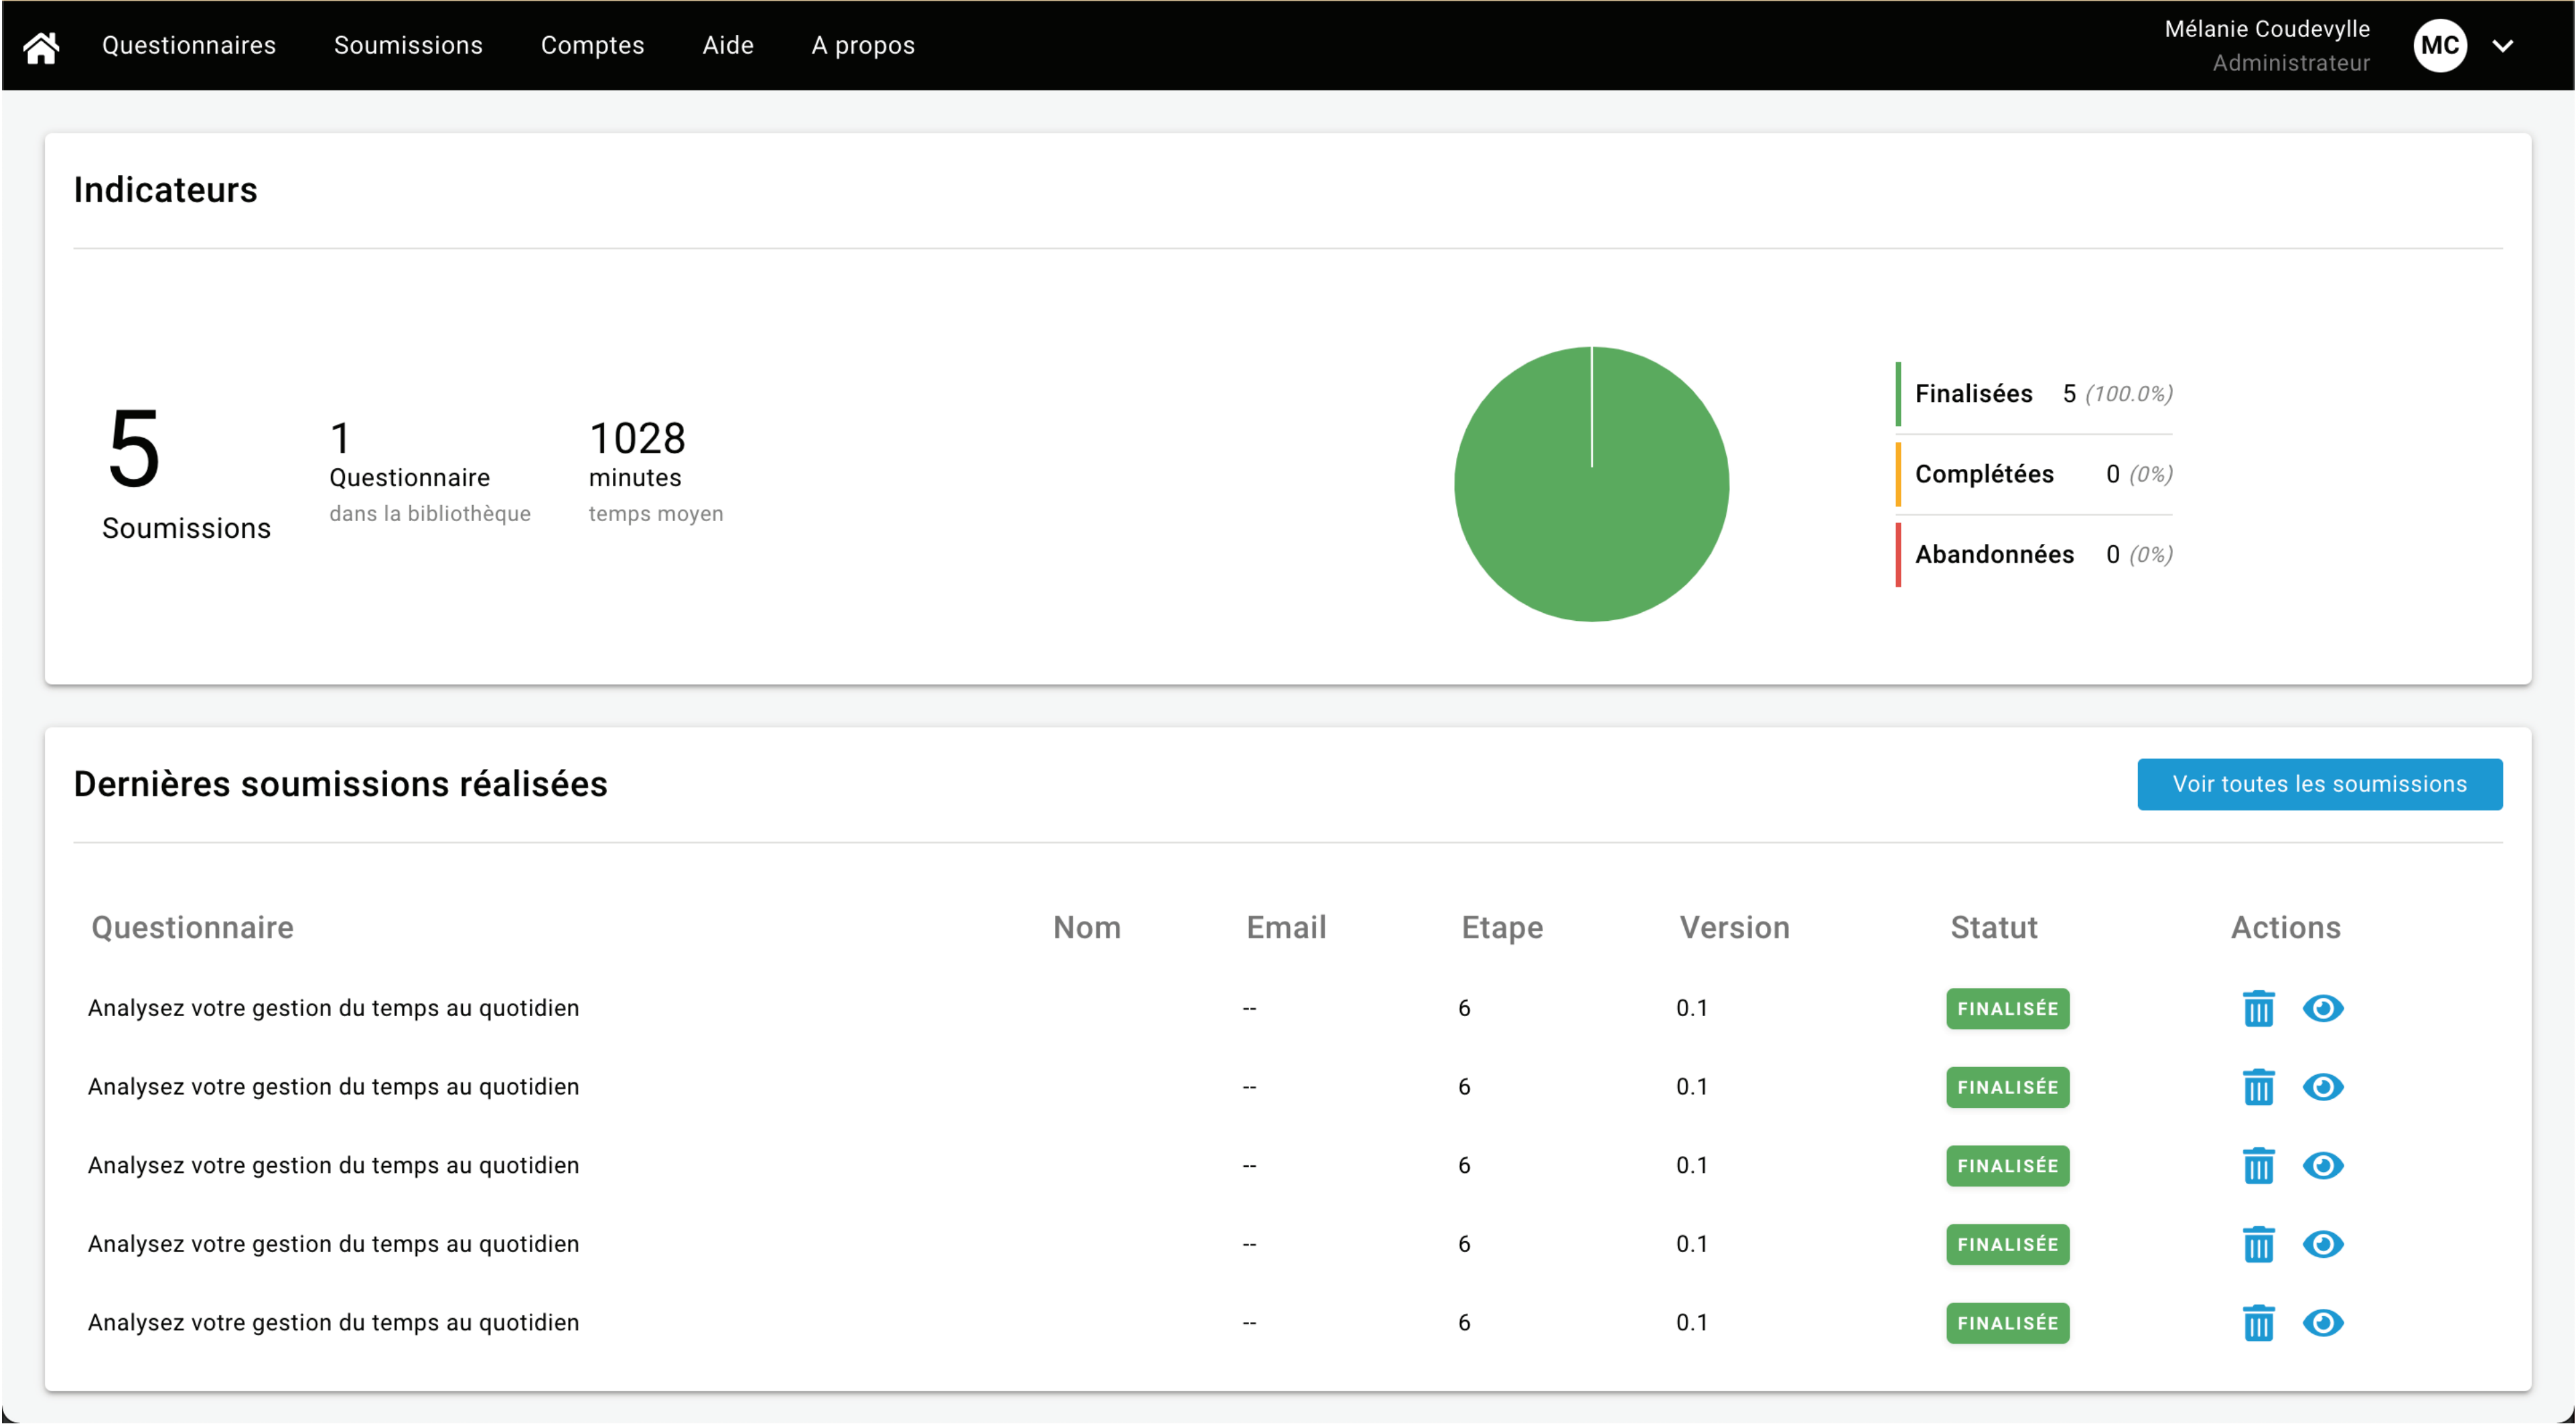 Questionnaires Soumissions Comptes Aide A propos
Mélanie Coudevylle
Administrateur
MC
Indicateurs
5
Soumissions
1
Questionnaire
dans la bibliothèque
1028
minutes
temps moyen
Finalisées 5 (100.0%)
Complétées 0 (0%)
Abandonnées 0 (0%)
Dernières soumissions réalisées
Voir toutes les soumissions
Questionnaire Nom Email Etape Version Statut Actions
Analysez votre gestion du temps au quotidien -- 6 0.1 FINALISÉE
Analysez votre gestion du temps au quotidien -- 6 0.1 FINALISÉE
Analysez votre gestion du temps au quotidien -- 6 0.1 FINALISÉE
Analysez votre gestion du temps au quotidien -- 6 0.1 FINALISÉE
Analysez votre gestion du temps au quotidien -- 6 0.1 FINALISÉE